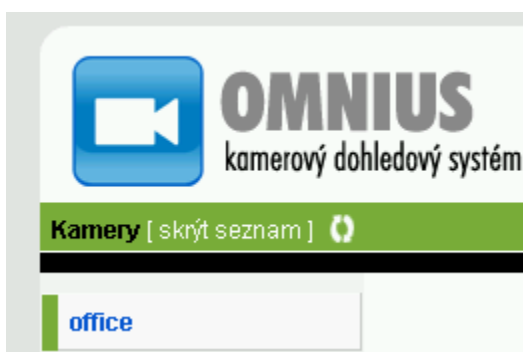 OMNIUS
kamerový dohledový systém
Kamery [ skrýt seznam ]
office